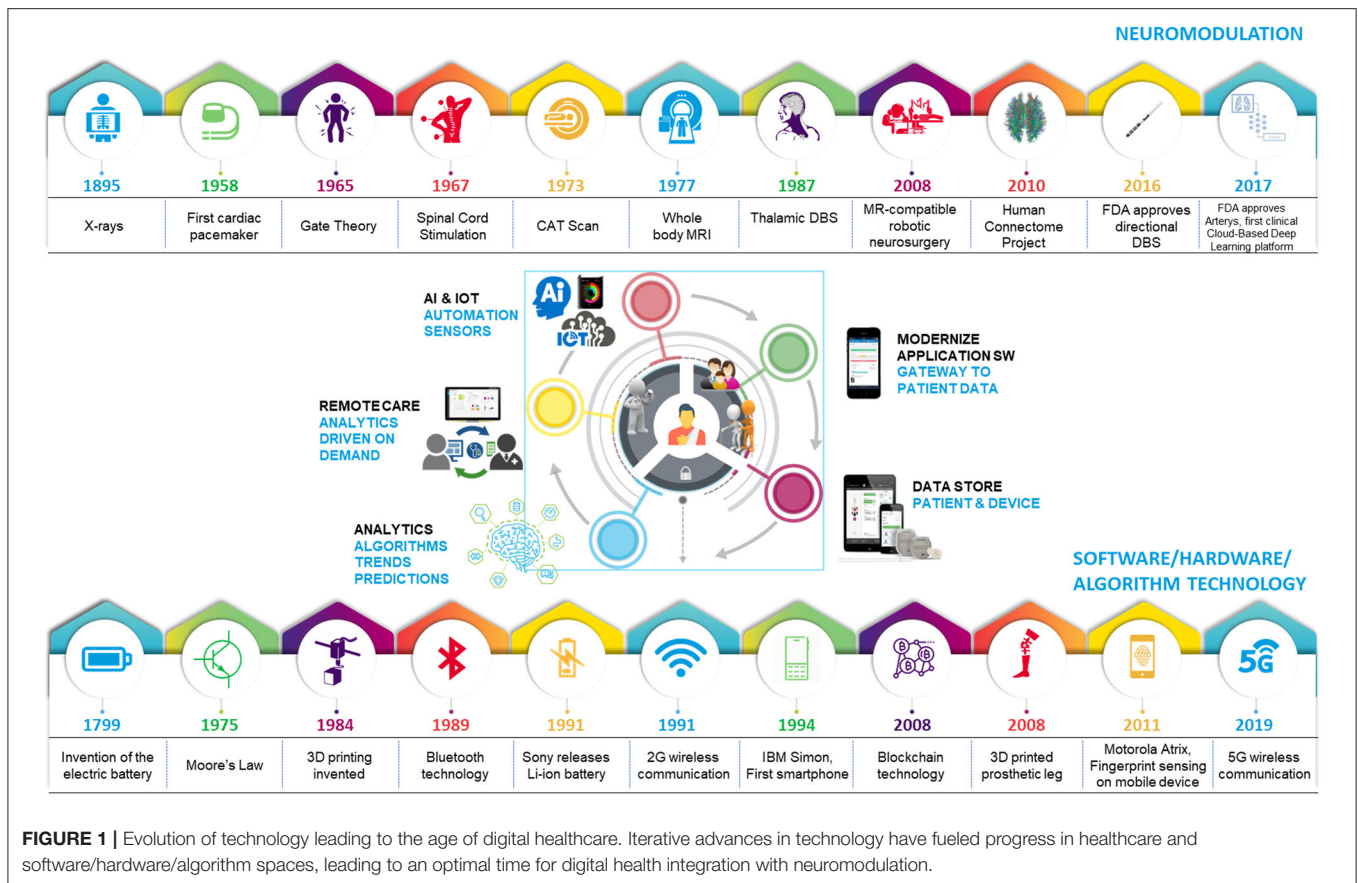 NEUROMODULATION
1895
1958
1965
1967
1973
1977
1987
2008
2010
2016
2017
X-rays
First cardiac
pacemaker
Gate Theory
Spinal Cord
Stimulation
CAT Scan
Whole
body MRI
Thalamic DBS
MR-compatible
robotic
neurosurgery
Human
Connectome
Project
FDA approves
directional
DBS
FDA approves
Arterys, first clinical
Cloud-Based Deep
Learning platform
AI & IOT
AUTOMATION
SENSORS
Ai
IOT
MODERNIZE
APPLICATION SW
GATEWAY TO
PATIENT DATA
REMOTE CARE
ANALYTICS
DRIVEN ON
DEMAND
DATA STORE
PATIENT & DEVICE
ANALYTICS
ALGORITHMS
TRENDS
PREDICTIONS
SOFTWARE/HARDWARE/
ALGORITHM TECHNOLOGY
5G
1799
1975
1984
1989
1991
1991
1994
2008
2008
2011
2019
Invention of the
electric battery
Moore's Law
3D printing
invented
Bluetooth
technology
Sony releases
Li-ion battery
2G wireless
communication
IBM Simon,
First smartphone
Blockchain
technology
3D printed
prosthetic leg
Motorola Atrix,
Fingerprint sensing
on mobile device
5G wireless
communication
FIGURE 1 | Evolution of technology leading to the age of digital healthcare. Iterative advances in technology have fueled progress in healthcare and
software/hardware/algorithm spaces, leading to an optimal time for digital health integration with neuromodulation.